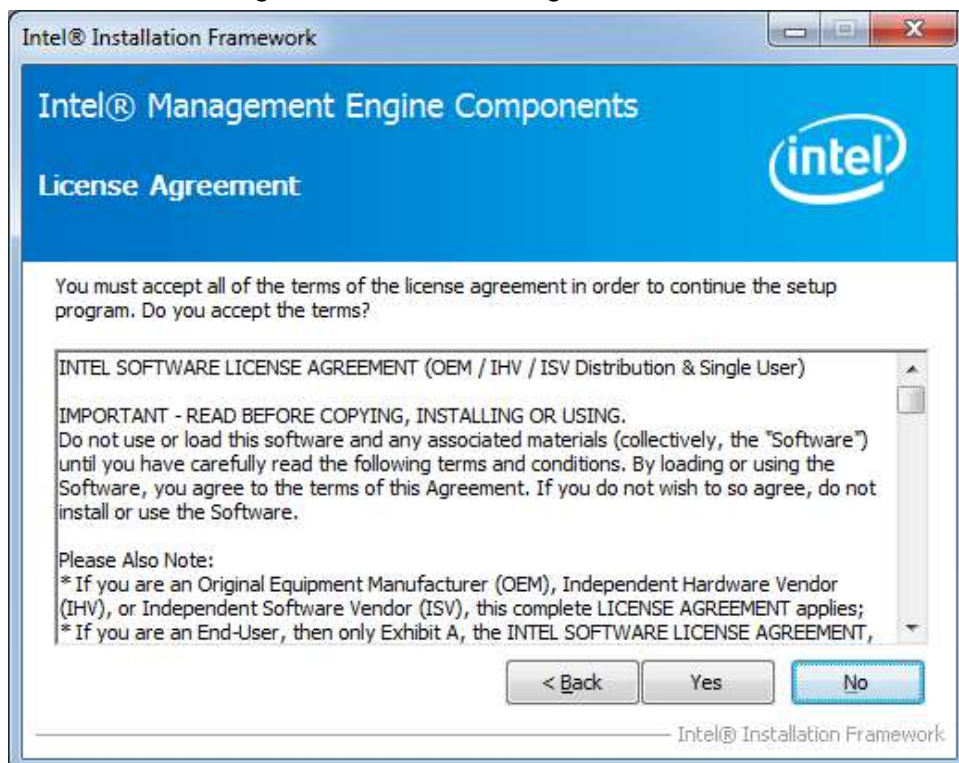 Intel® Installation Framework
Intel® Management Engine Components
intel
License Agreement
You must accept all of the terms of the license agreement in order to continue the setup
program. Do you accept the terms?
INTEL SOFTWARE LICENSE AGREEMENT (OEM / IHV / ISV Distribution & Single User)
IMPORTANT - READ BEFORE COPYING, INSTALLING OR USING.
Do not use or load this software and any associated materials (collectively, the "Software")
until you have carefully read the following terms and conditions. By loading or using the
Software, you agree to the terms of this Agreement. If you do not wish to so agree, do not
install or use the Software.
Please Also Note:
* If you are an Original Equipment Manufacturer (OEM), Independent Hardware Vendor
(IHV), or Independent Software Vendor (ISV), this complete LICENSE AGREEMENT applies;
* If you are an End-User, then only Exhibit A, the INTEL SOFTWARE LICENSE AGREEMENT,
< Back Yes No
Intel® Installation Framework